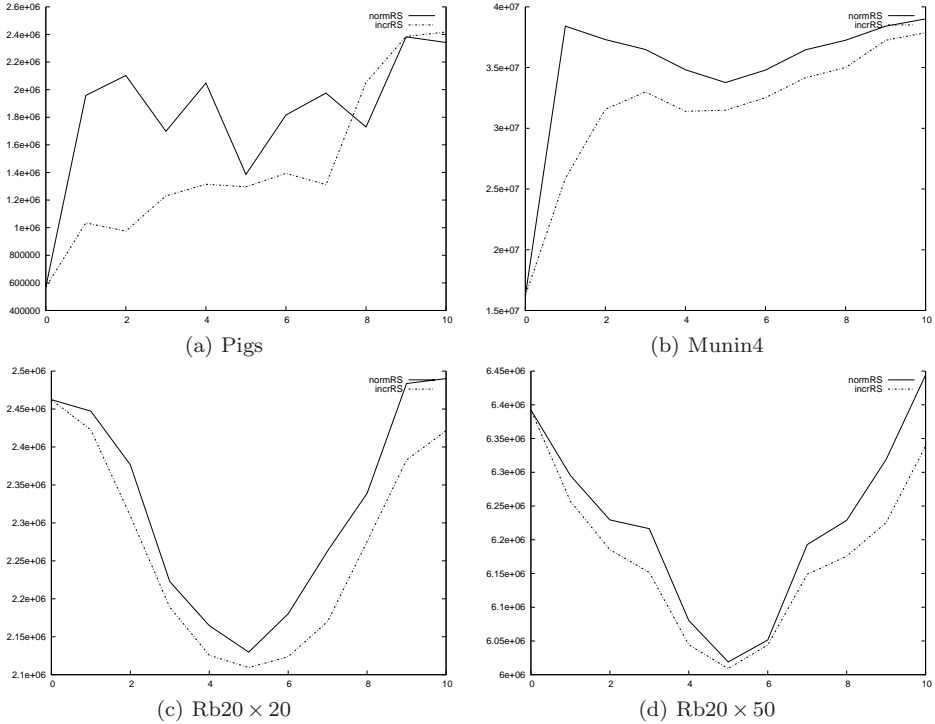 2.6e+06
2.4e+06
2.2e+06
2e+06
1.8e+06
1.6e+06
1.4e+06
1.2e+06
1e+06
800000
600000
400000
normRS
incrRS
0 2 4 6 8 10
(a) Pigs
4e+07
3.5e+07
3e+07
2.5e+07
2e+07
1.5e+07
normRS
incrRS
0 2 4 6 8 10
(b) Munin4
2.5e+06
2.45e+06
2.4e+06
2.35e+06
2.3e+06
2.25e+06
2.2e+06
2.15e+06
2.1e+06
normRS
incrRS
0 2 4 6 8 10
(c) Rb20 × 20
6.45e+06
6.4e+06
6.35e+06
6.3e+06
6.25e+06
6.2e+06
6.15e+06
6.1e+06
6.05e+06
6e+06
normRS
incrRS
0 2 4 6 8 10
(d) Rb20 × 50